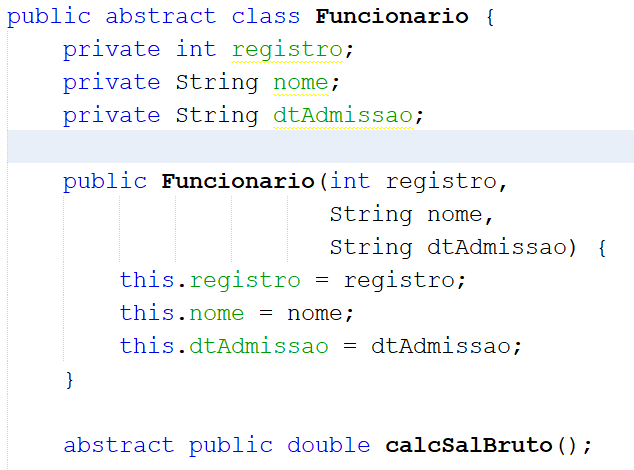 public abstract class Funcionario {
    private int registro;
    private String nome;
    private String dtAdmissao;
    public Funcionario(int registro,
                       String nome,
                       String dtAdmissao) {
        this.registro = registro;
        this.nome = nome;
        this.dtAdmissao = dtAdmissao;
    }
    abstract public double calcSalBruto();